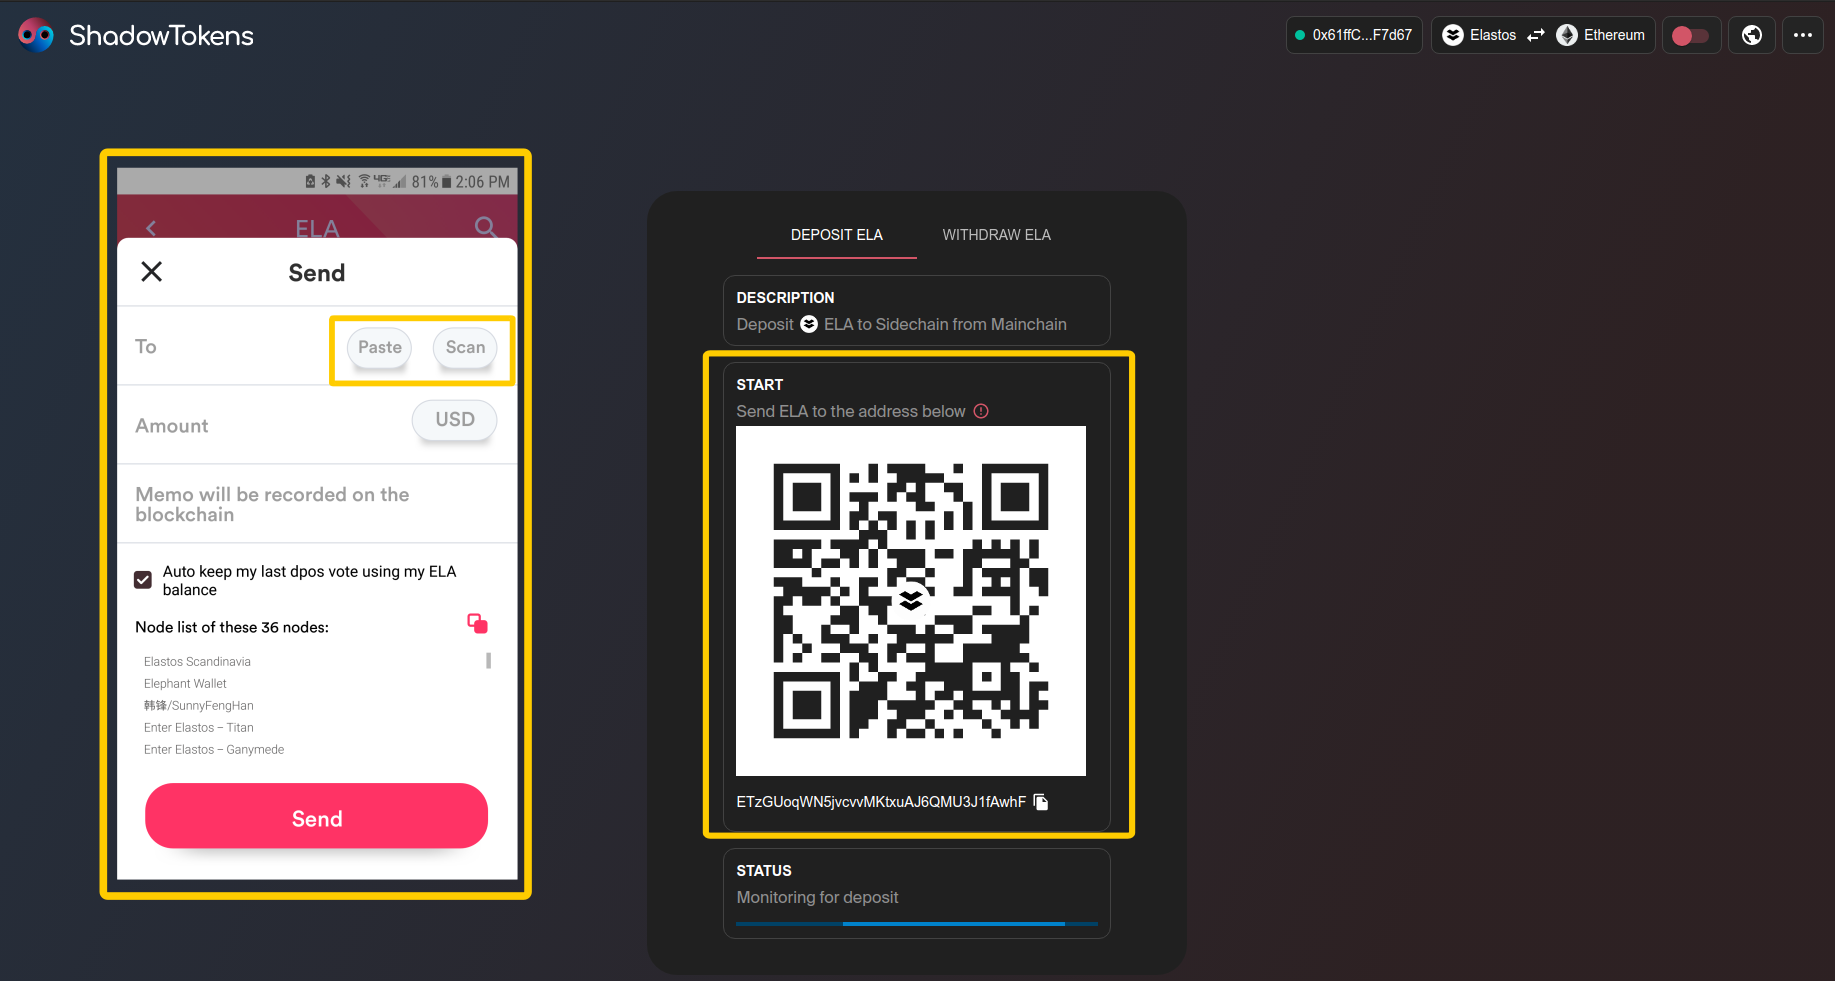 ShadowTokens
0x61ffC...F7d67
Elastos
Ethereum
81% 2:06 PM
ELA
Send
To
Paste
Scan
Amount
USD
Memo will be recorded on the
blockchain
Auto keep my last dpos vote using my ELA
balance
Node list of these 36 nodes:
Elastos Scandinavia
Elephant Wallet
韩锋/SunnyFengHan
Enter Elastos – Titan
Enter Elastos – Ganymede
Send
DEPOSIT ELA
WITHDRAW ELA
DESCRIPTION
Deposit ELA to Sidechain from Mainchain
START
Send ELA to the address below
ETzGUoqWN5jvcvvMKtxuAJ6QMU3J1fAwhF
STATUS
Monitoring for deposit